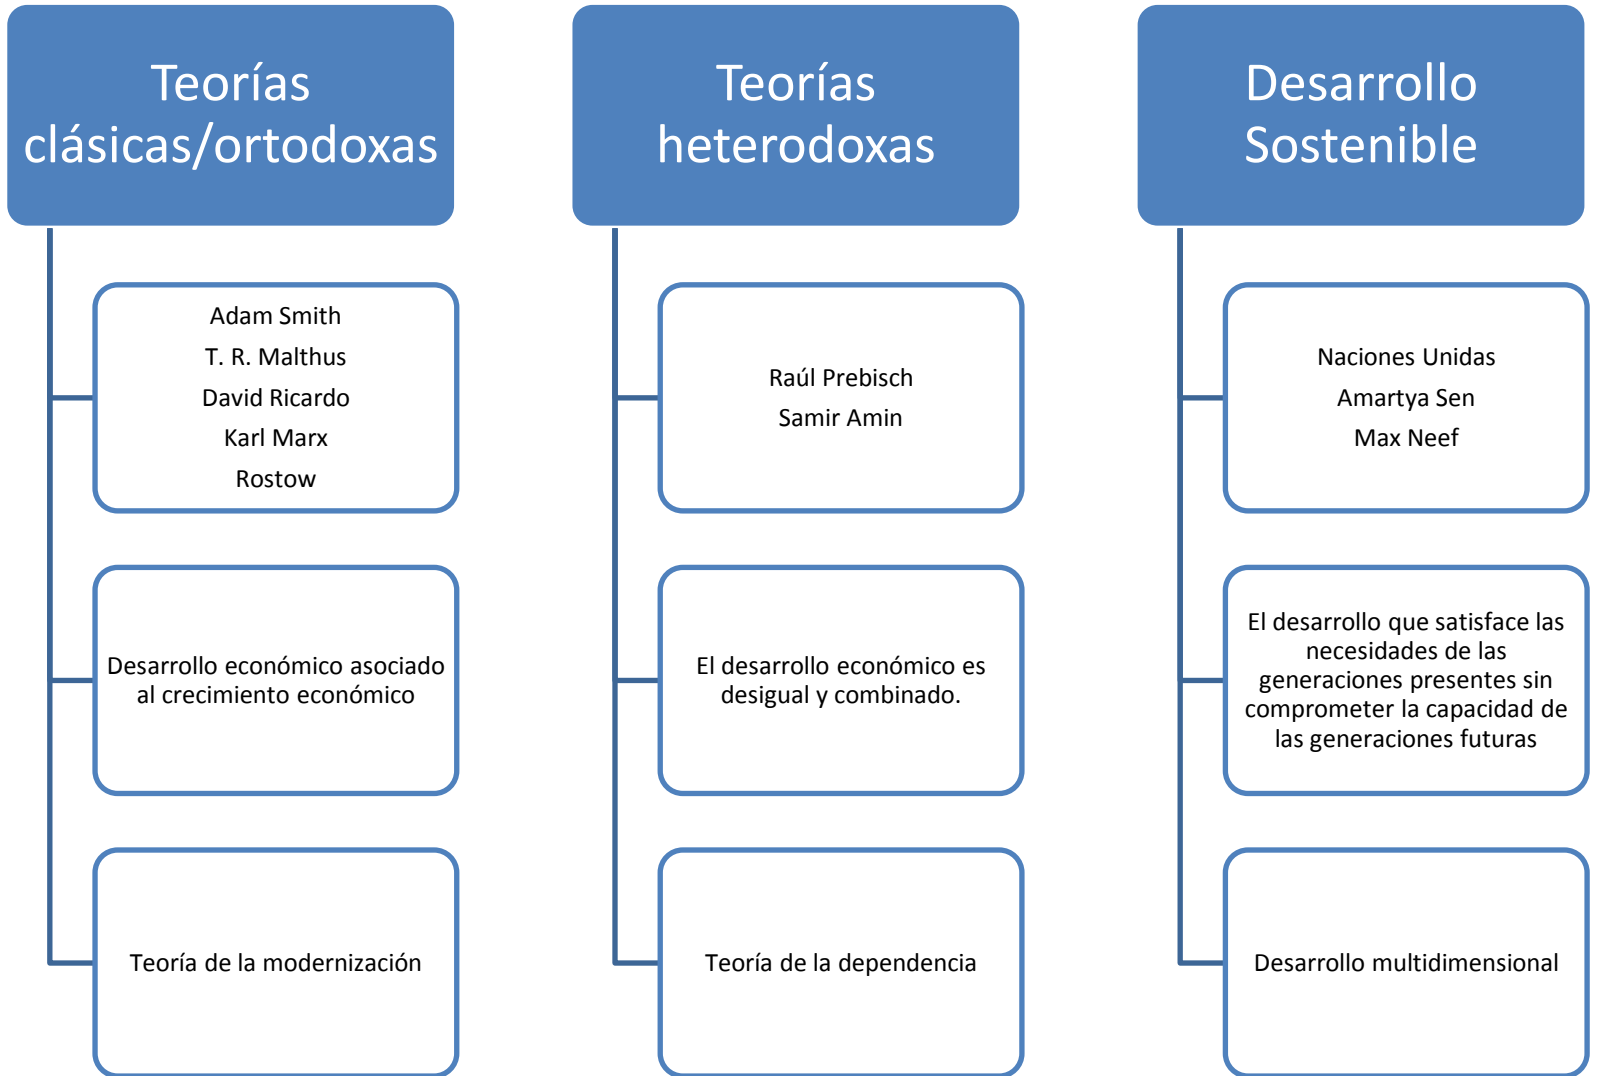 Teorías
clásicas/ortodoxas
Adam Smith
T. R. Malthus
David Ricardo
Karl Marx
Rostow
Desarrollo económico asociado
al crecimiento económico
Teoría de la modernización
Teorías
heterodoxas
Raúl Prebisch
Samir Amin
El desarrollo económico es
desigual y combinado.
Teoría de la dependencia
Desarrollo
Sostenible
Naciones Unidas
Amartya Sen
Max Neef
El desarrollo que satisface las
necesidades de las
generaciones presentes sin
comprometer la capacidad de
las generaciones futuras
Desarrollo multidimensional